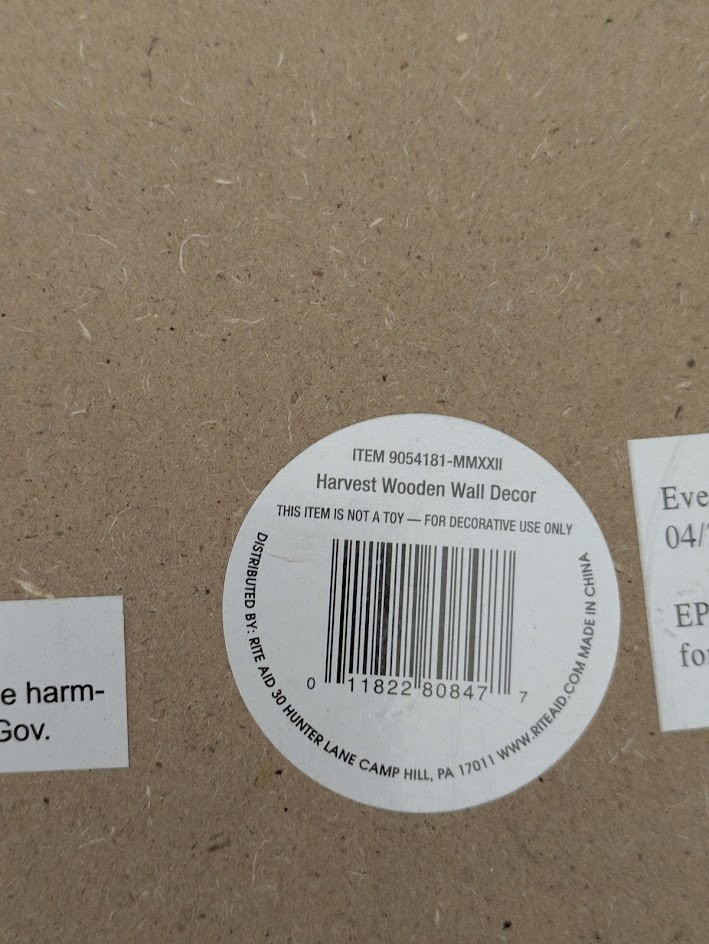 ITEM 9054181-MMXXII
Harvest Wooden Wall Decor
THIS ITEM IS NOT A TOY — FOR DECORATIVE USE ONLY
0 11822 80847 7
DISTRIBUTED BY: RITE AID 30 HUNTER LANE CAMP HILL, PA 17011 WWW.RITEAID.COM MADE IN CHINA
e harm-
Gov.
Eve
04/
EP
for